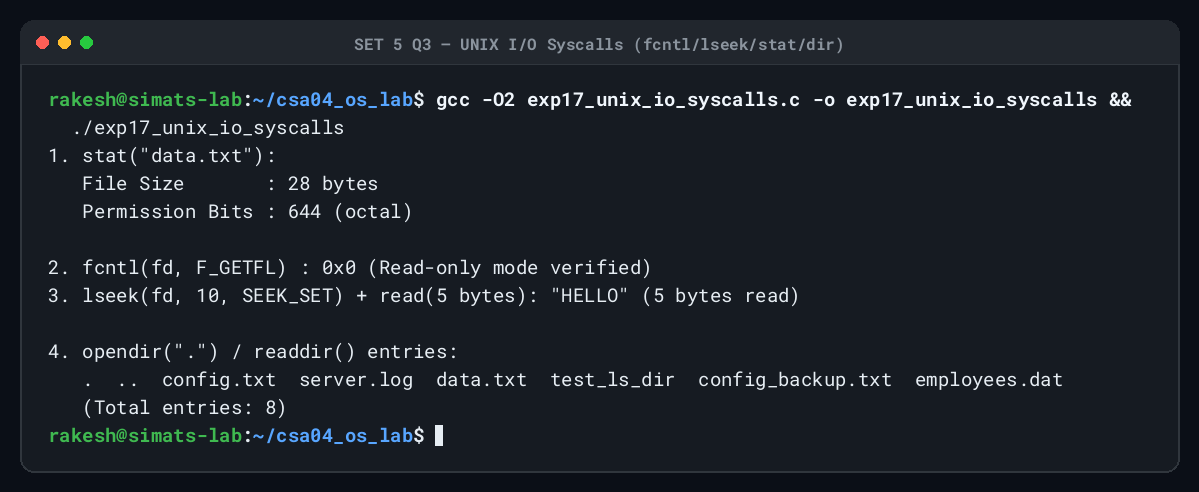 SET 5 Q3 — UNIX I/O Syscalls (fcntl/lseek/stat/dir)
rakesh@simats-lab:~/csa04_os_lab$ gcc -O2 exp17_unix_io_syscalls.c -o exp17_unix_io_syscalls &&
./exp17_unix_io_syscalls
1. stat("data.txt"):
File Size       : 28 bytes
Permission Bits : 644 (octal)
2. fcntl(fd, F_GETFL) : 0x0 (Read-only mode verified)
3. lseek(fd, 10, SEEK_SET) + read(5 bytes): "HELLO" (5 bytes read)
4. opendir(".") / readdir() entries:
.  ..  config.txt  server.log  data.txt  test_ls_dir  config_backup.txt  employees.dat
(Total entries: 8)
rakesh@simats-lab:~/csa04_os_lab$